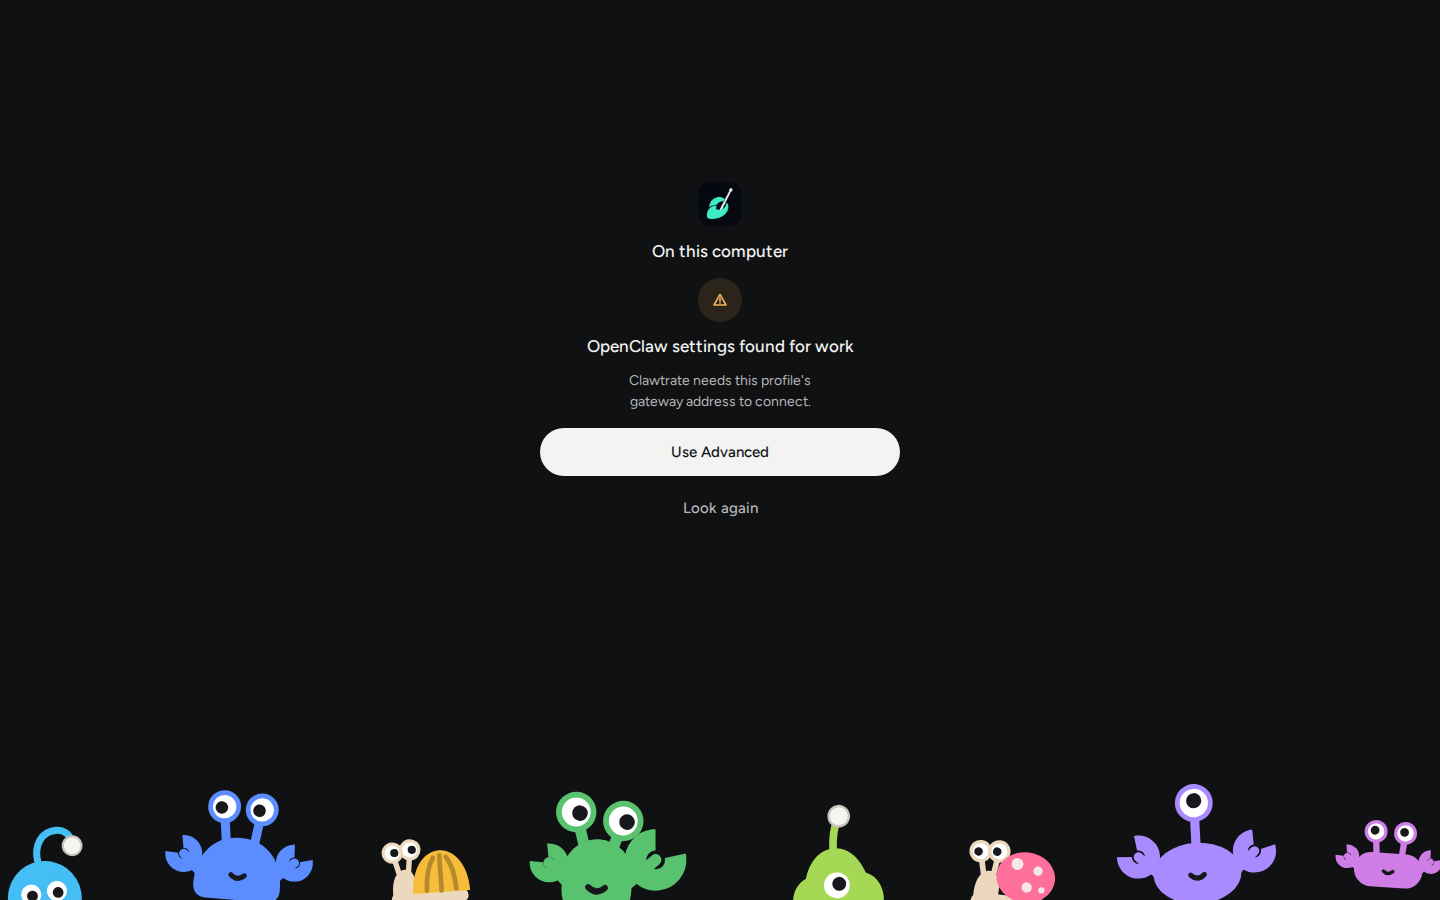 On this computer
OpenClaw settings found for work
Clawtrate needs this profile's
gateway address to connect.
Use Advanced
Look again